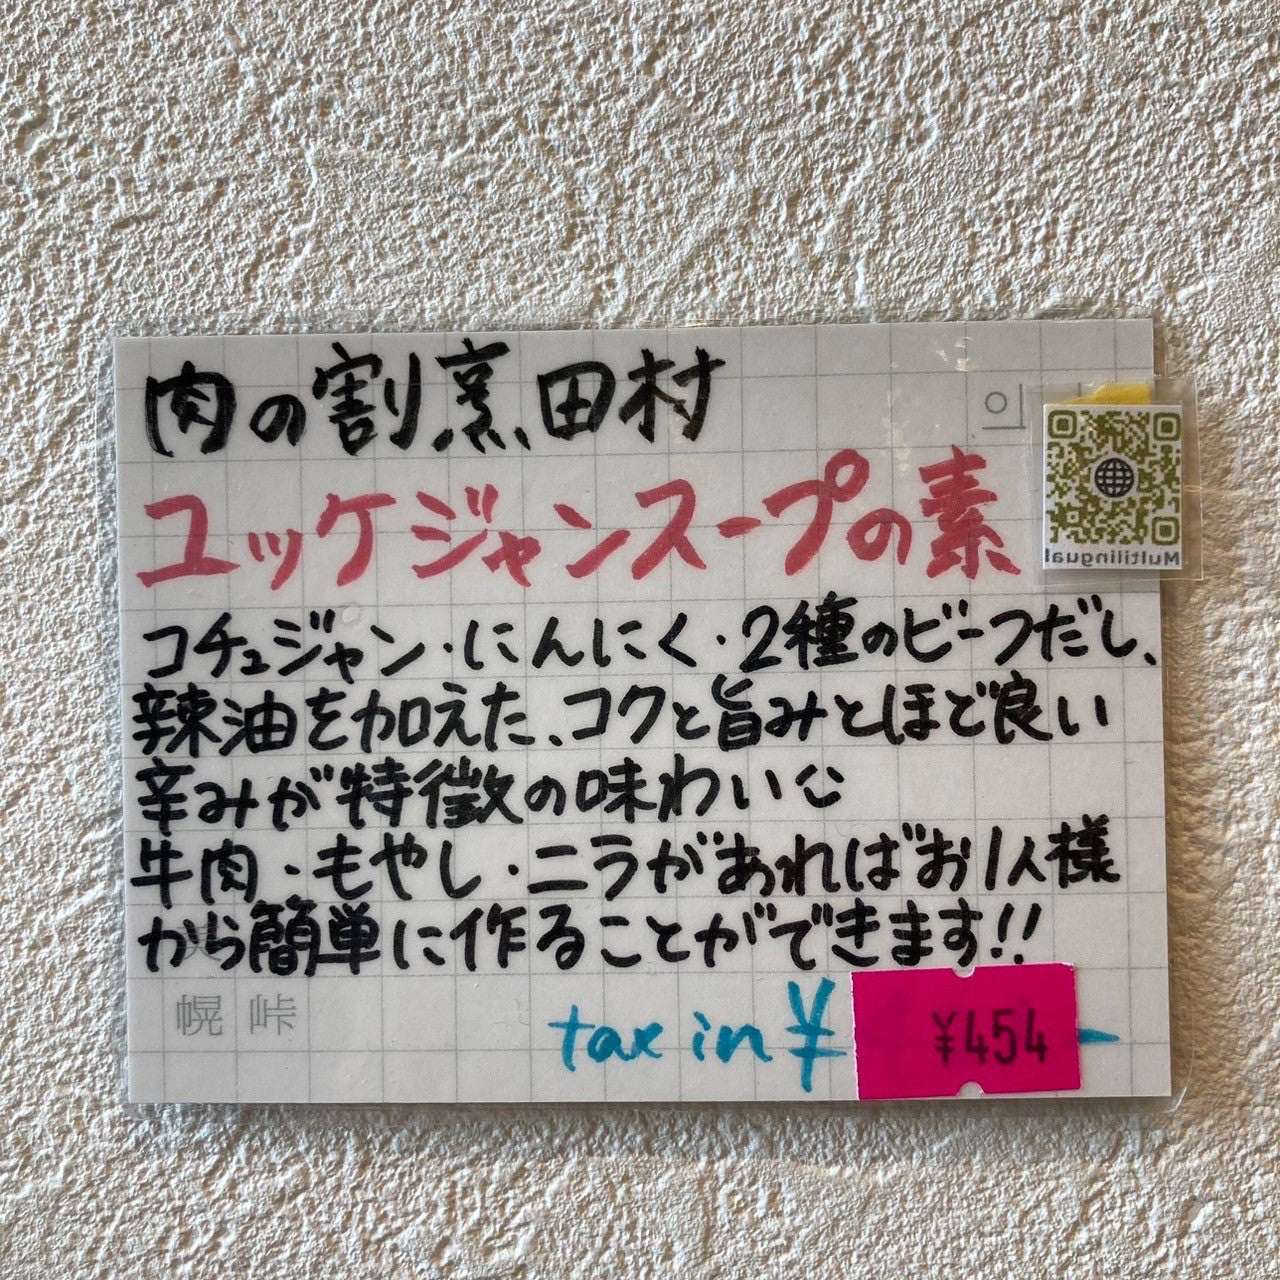 肉の割烹 田村
ユッケジャンスープの素
コチュジャン・にんにく・2種のビーフだし、
辣油を加えた、コクと旨みとほど良い
辛みが特徴の味わい
牛肉・もやし・ニラがあればお1人様
から簡単に作ることができます!!
幌 峠
tax in ¥
¥454
Multilingual